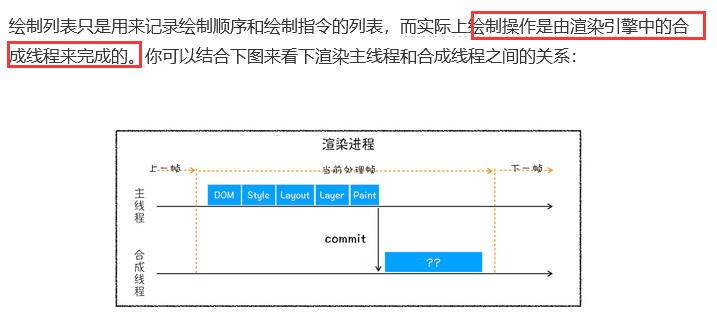 绘制列表只是用来记录绘制顺序和绘制指令的列表，而实际上绘制操作是由渲染引擎中的合
成线程来完成的。你可以结合下图来看下渲染主线程和合成线程之间的关系：
渲染进程
上一帧
当前处理帧
下一帧
主线程
DOM
Style
Layout
Layer
Paint
commit
合成线程
??